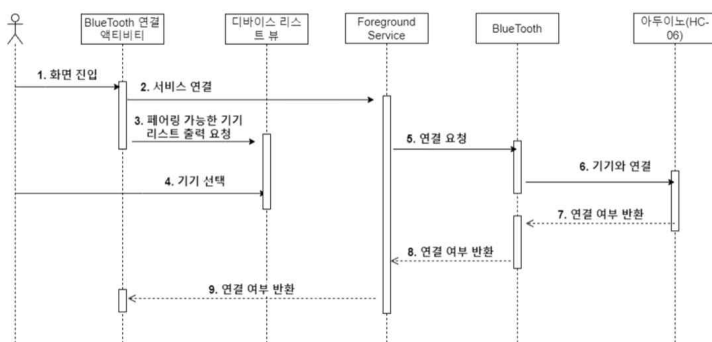 BlueTooth 연결
액티비티
디바이스 리스
트 뷰
Foreground
Service
BlueTooth
아두이노(HC-
06)
1. 화면 진입
2. 서비스 연결
3. 페어링 가능한 기기
리스트 출력 요청
4. 기기 선택
5. 연결 요청
6. 기기와 연결
7. 연결 여부 반환
8. 연결 여부 반환
9. 연결 여부 반환